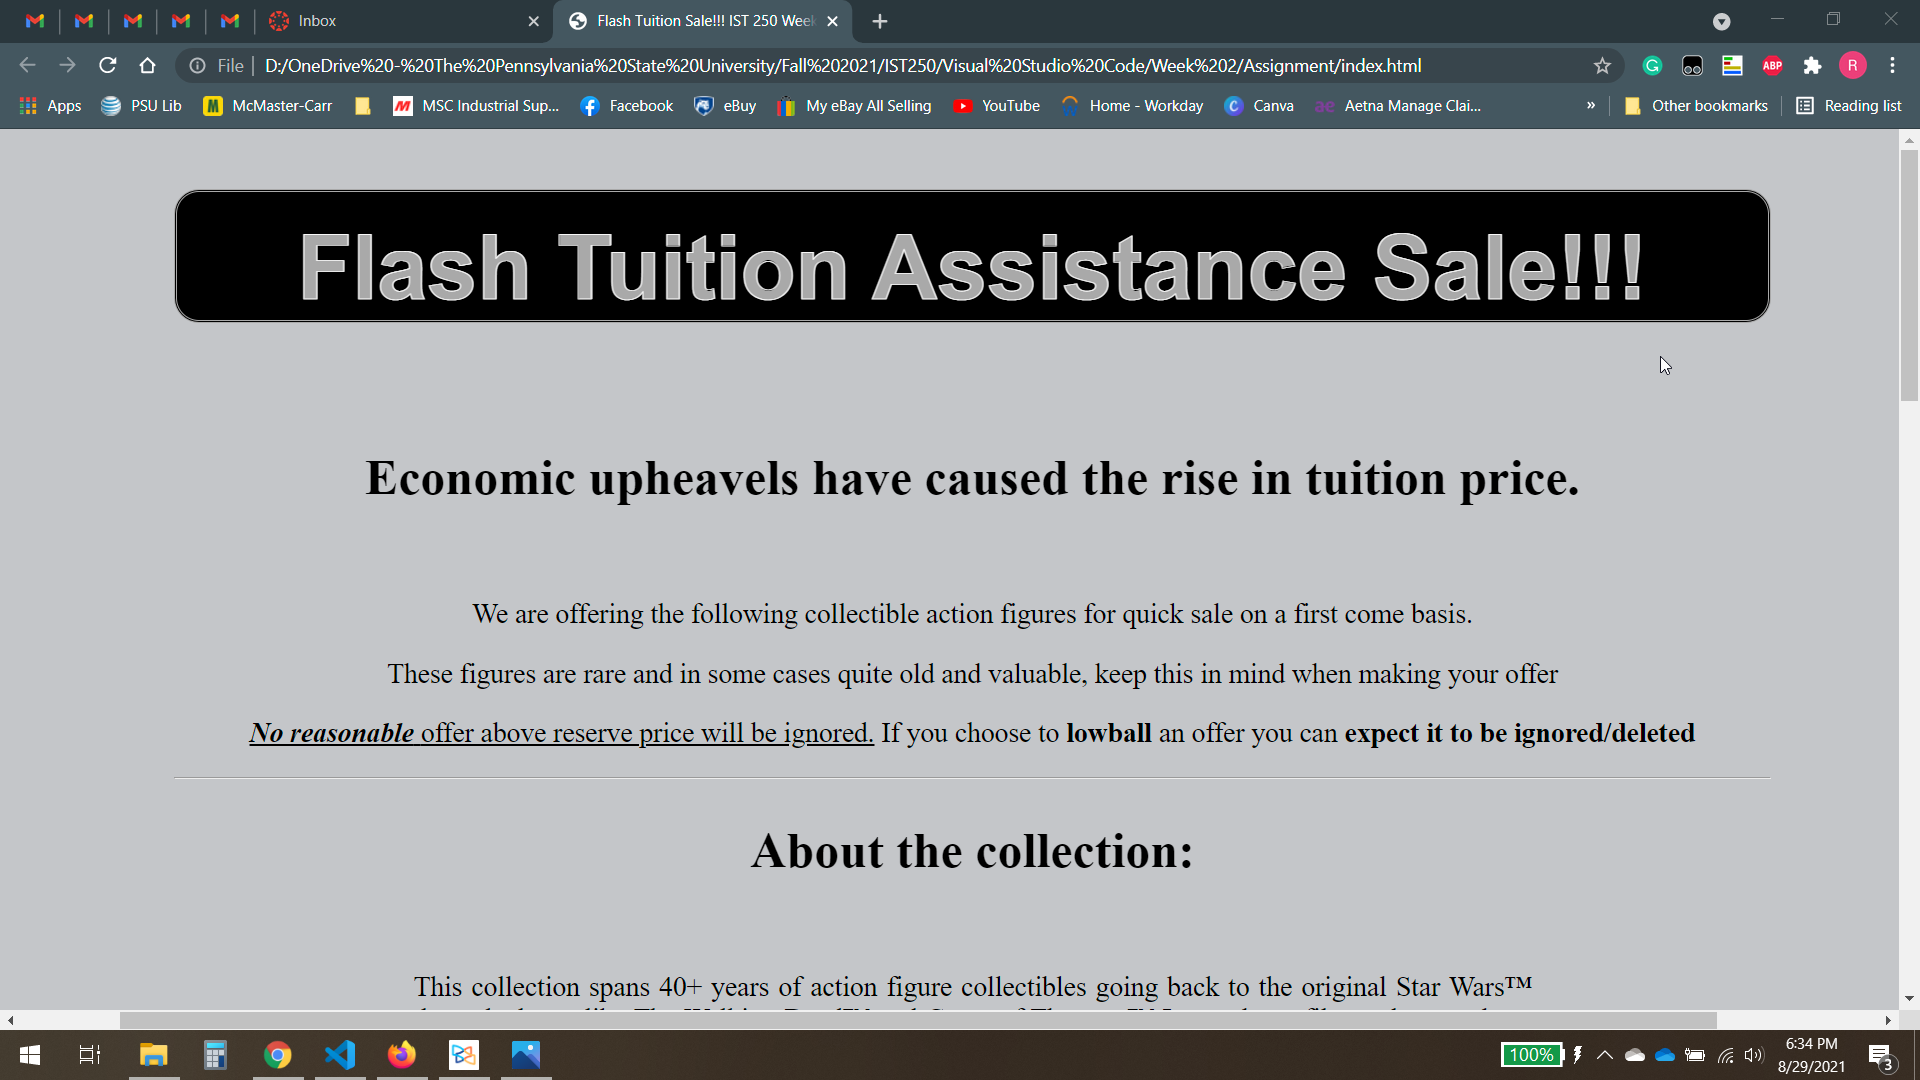 Inbox
Flash Tuition Sale!!! IST 250 Week
File
D:/OneDrive%20-%20The%20Pennsylvania%20State%20University/Fall%202021/IST250/Visual%20Studio%20Code/Week%202/Assignment/index.html
ABP
R
Apps
PSU Lib
M
McMaster-Carr
MSC Industrial Sup...
Facebook
eBuy
My eBay All Selling
YouTube
Home - Workday
C
Canva
ae
Aetna Manage Clai...
»
Other bookmarks
Reading list
Flash Tuition Assistance Sale!!!
Economic upheavels have caused the rise in tuition price.
We are offering the following collectible action figures for quick sale on a first come basis.
These figures are rare and in some cases quite old and valuable, keep this in mind when making your offer
No reasonable offer above reserve price will be ignored. If you choose to lowball an offer you can expect it to be ignored/deleted
About the collection:
This collection spans 40+ years of action figure collectibles going back to the original Star Wars™
100%
6:34 PM
8/29/2021
3